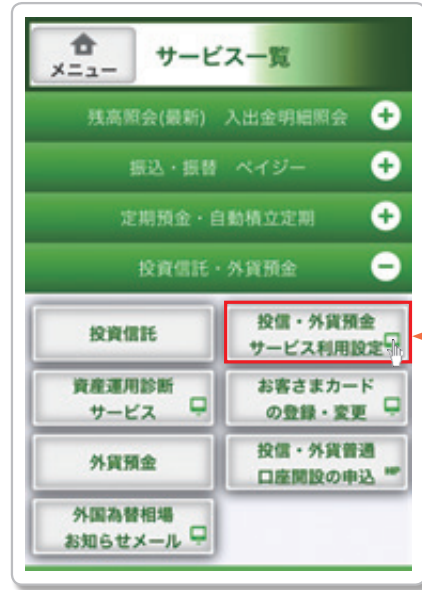 メニュー
サービス一覧
残高照会(最新) 入出金明細照会
振込・振替 ペイジー
定期預金・自動積立定期
投資信託・外貨預金
投資信託
投信・外貨預金
サービス利用設定
資産運用診断
サービス
お客さまカード
の登録・変更
外貨預金
投信・外貨普通
口座開設の申込
外国為替相場
お知らせメール